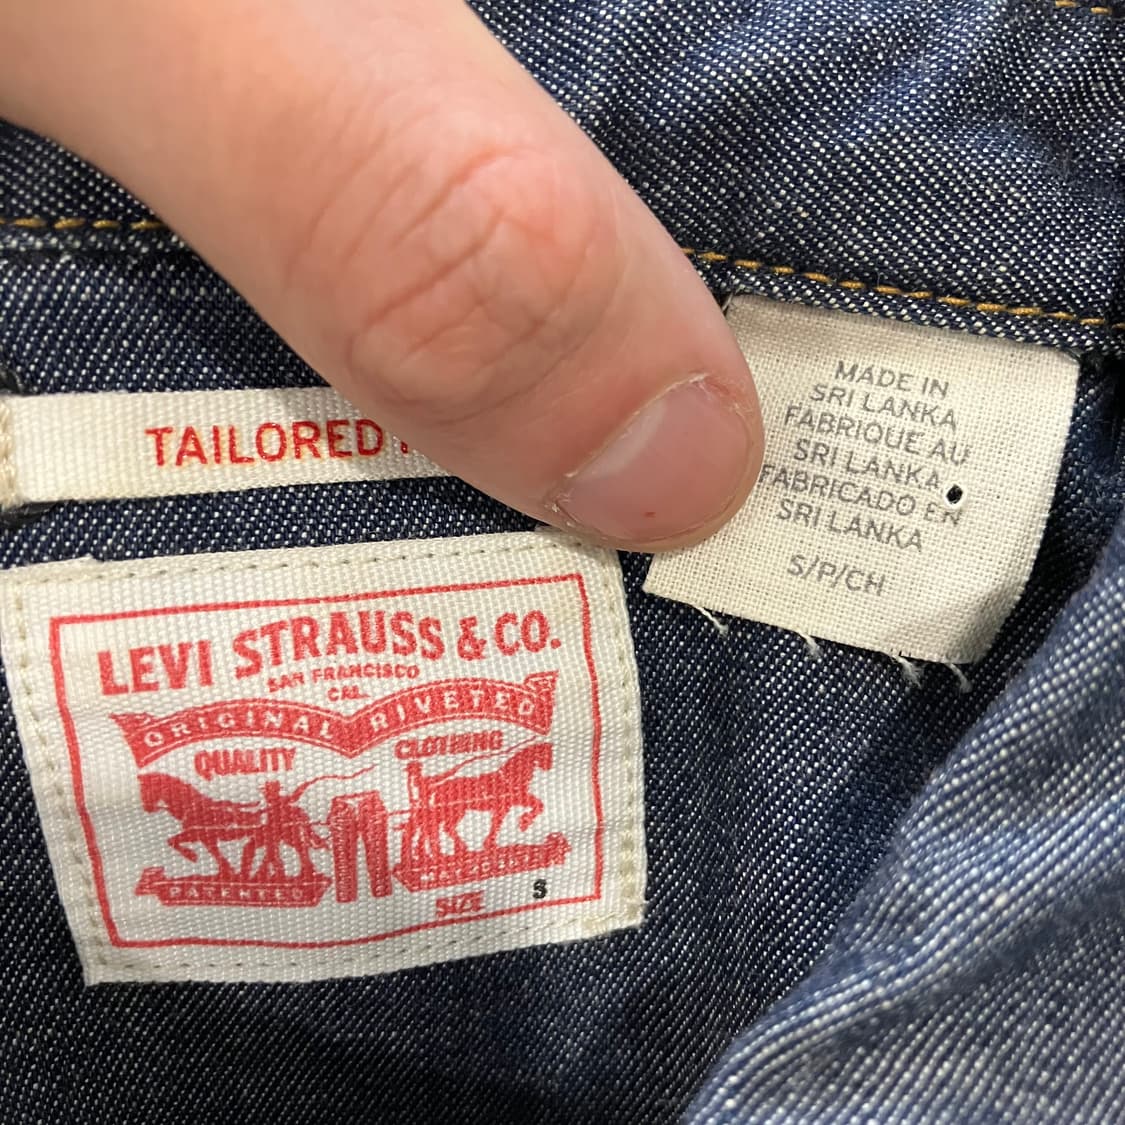 TAILORED
MADE IN
SRI LANKA
FABRIQUE AU
SRI LANKA
FABRICADO EN
SRI LANKA
S/P/CH
LEVI STRAUSS & CO.
SAN FRANCISCO
CAL.
ORIGINAL RIVETED
QUALITY CLOTHING
PATENTED
SIZE S